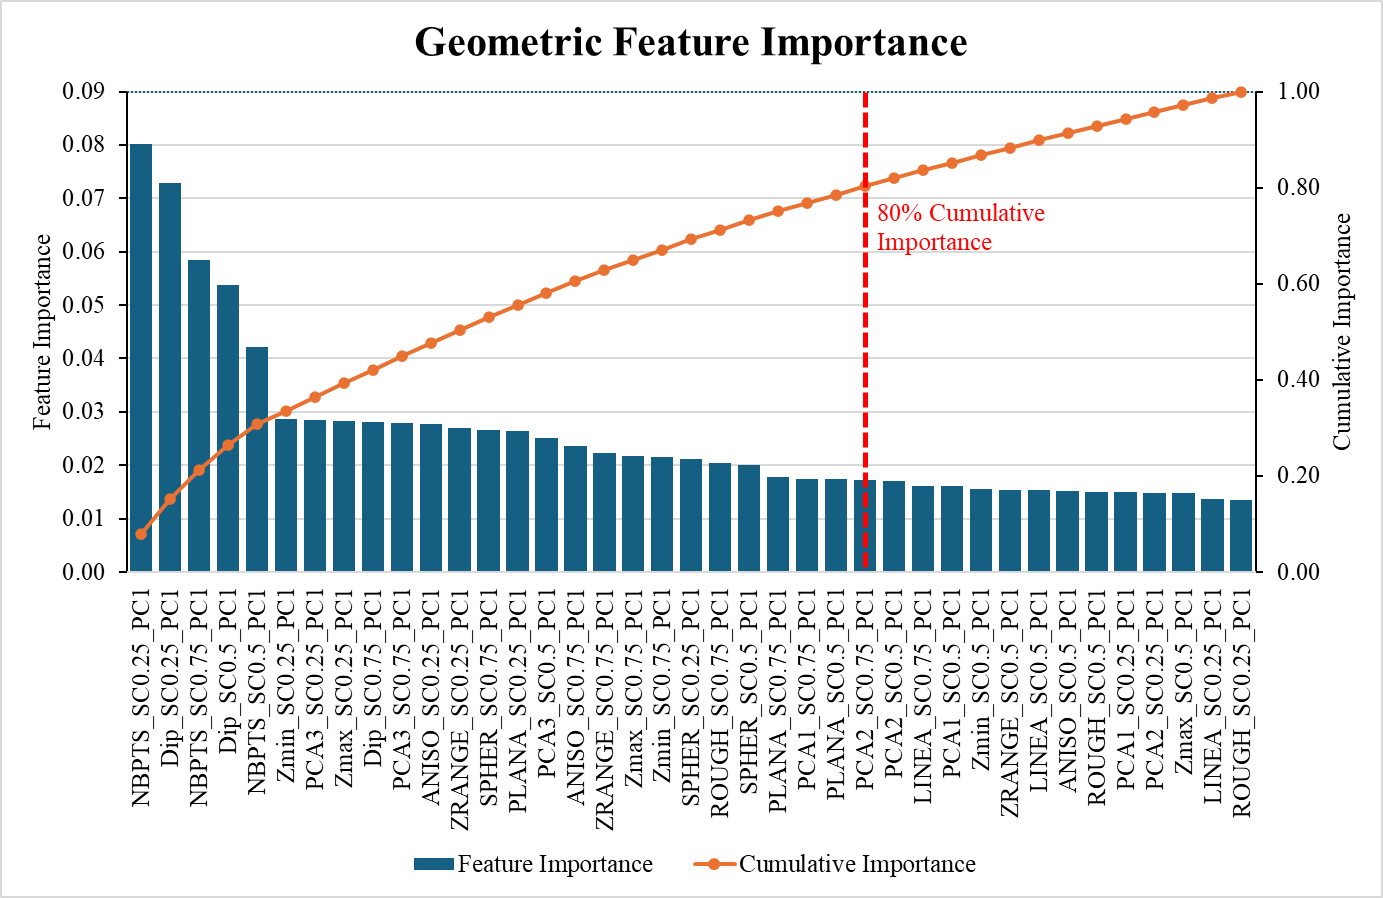 Geometric Feature Importance
0.09
0.08
0.07
0.06
0.05
0.04
0.03
0.02
0.01
0.00
Feature Importance
1.00
0.80
0.60
0.40
0.20
0.00
Cumulative Importance
80% Cumulative
Importance
NBPTS_SC0.25_PC1
Dip_SC0.25_PC1
NBPTS_SC0.75_PC1
Dip_SC0.5_PC1
NBPTS_SC0.5_PC1
Zmin_SC0.25_PC1
PCA3_SC0.25_PC1
Zmax_SC0.25_PC1
Dip_SC0.75_PC1
PCA3_SC0.75_PC1
ANISO_SC0.25_PC1
ZRANGE_SC0.25_PC1
SPHER_SC0.75_PC1
PLANA_SC0.25_PC1
PCA3_SC0.5_PC1
ANISO_SC0.75_PC1
ZRANGE_SC0.75_PC1
Zmax_SC0.75_PC1
Zmin_SC0.75_PC1
SPHER_SC0.25_PC1
ROUGH_SC0.75_PC1
SPHER_SC0.5_PC1
PLANA_SC0.75_PC1
PCA1_SC0.75_PC1
PLANA_SC0.5_PC1
PCA2_SC0.75_PC1
PCA2_SC0.5_PC1
LINEA_SC0.75_PC1
PCA1_SC0.5_PC1
Zmin_SC0.5_PC1
ZRANGE_SC0.5_PC1
LINEA_SC0.5_PC1
ANISO_SC0.5_PC1
ROUGH_SC0.5_PC1
PCA1_SC0.25_PC1
PCA2_SC0.25_PC1
Zmax_SC0.5_PC1
LINEA_SC0.25_PC1
ROUGH_SC0.25_PC1
Feature Importance
Cumulative Importance